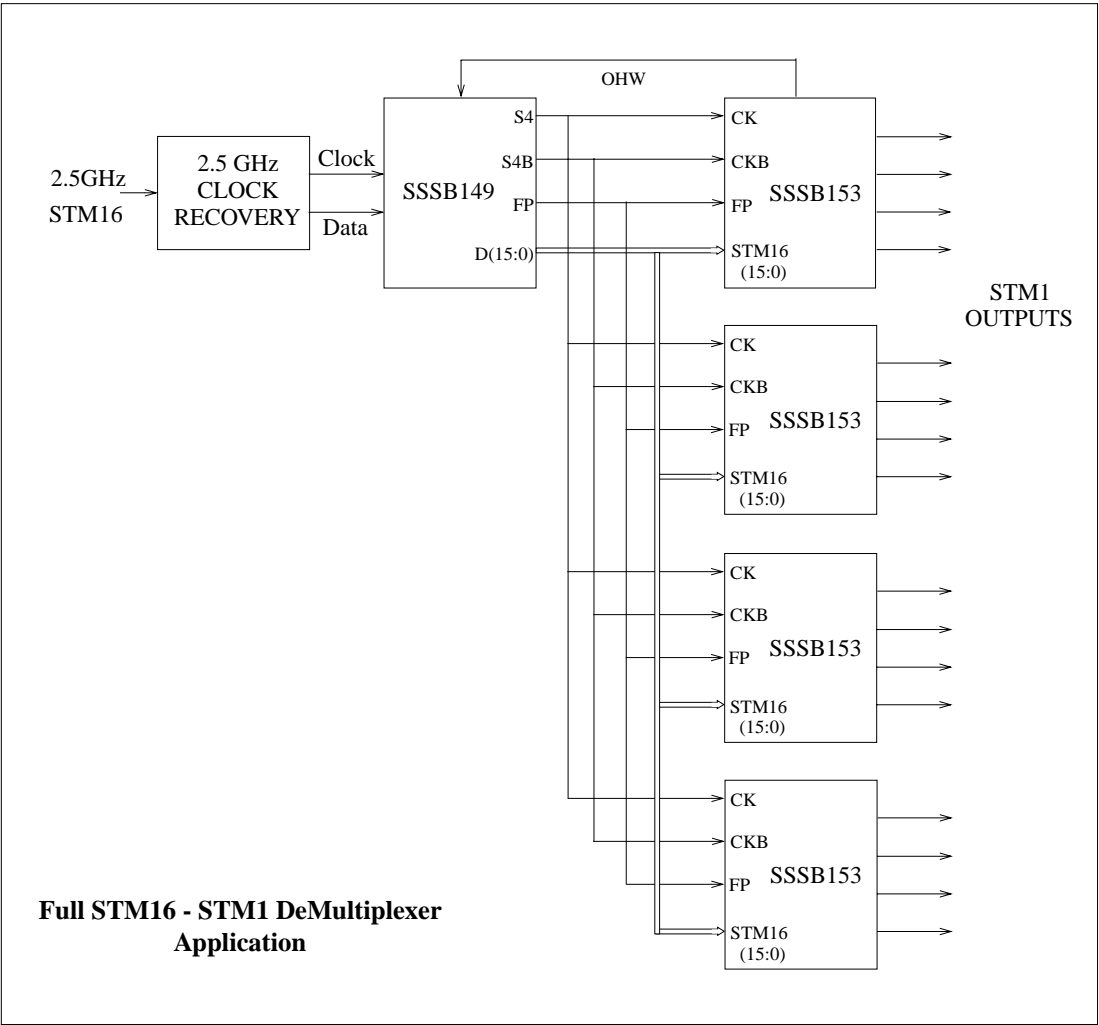 OHW
2.5GHz
STM16
2.5 GHz
CLOCK
RECOVERY
Clock
Data
SSSB149
S4
S4B
FP
D(15:0)
CK
CKB
SSSB153
FP
STM16
(15:0)
STM1
OUTPUTS
CK
CKB
SSSB153
FP
STM16
(15:0)
CK
CKB
SSSB153
FP
STM16
(15:0)
CK
CKB
SSSB153
FP
STM16
(15:0)
Full STM16 - STM1 DeMultiplexer
Application